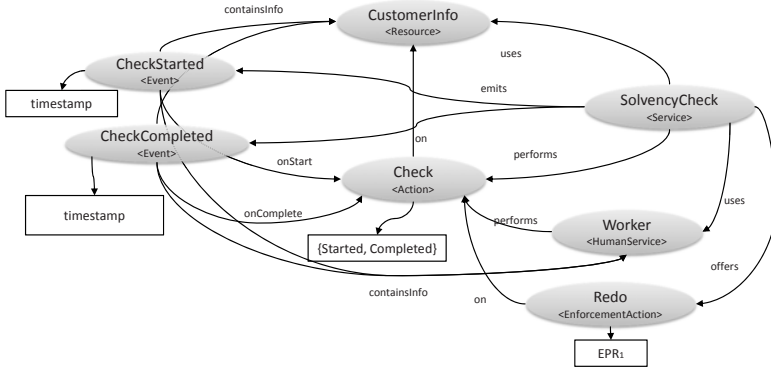 containsInfo
CustomerInfo
<Resource>
CheckStarted
<Event>
uses
timestamp
emits
SolvencyCheck
<Service>
CheckCompleted
<Event>
on
onStart
performs
Check
<Action>
timestamp
onComplete
performs
Worker
<HumanService>
uses
{Started, Completed}
offers
containsInfo
on
Redo
<EnforcementAction>
EPR1